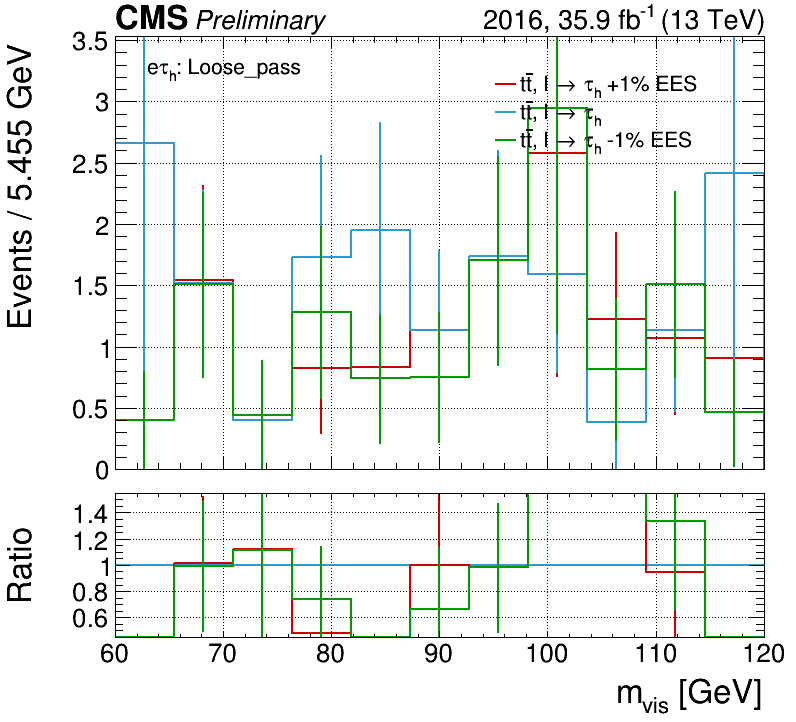 CMS Preliminary 2016, 35.9 fb⁻¹ (13 TeV)
eτₕ: Loose_pass
tt̄, l → τₕ +1% EES
tt̄, l → τₕ
tt̄, l → τₕ -1% EES
Events / 5.455 GeV
3.5
3
2.5
2
1.5
1
0.5
0
Ratio
1.4
1.2
1
0.8
0.6
60 70 80 90 100 110 120
m_vis [GeV]